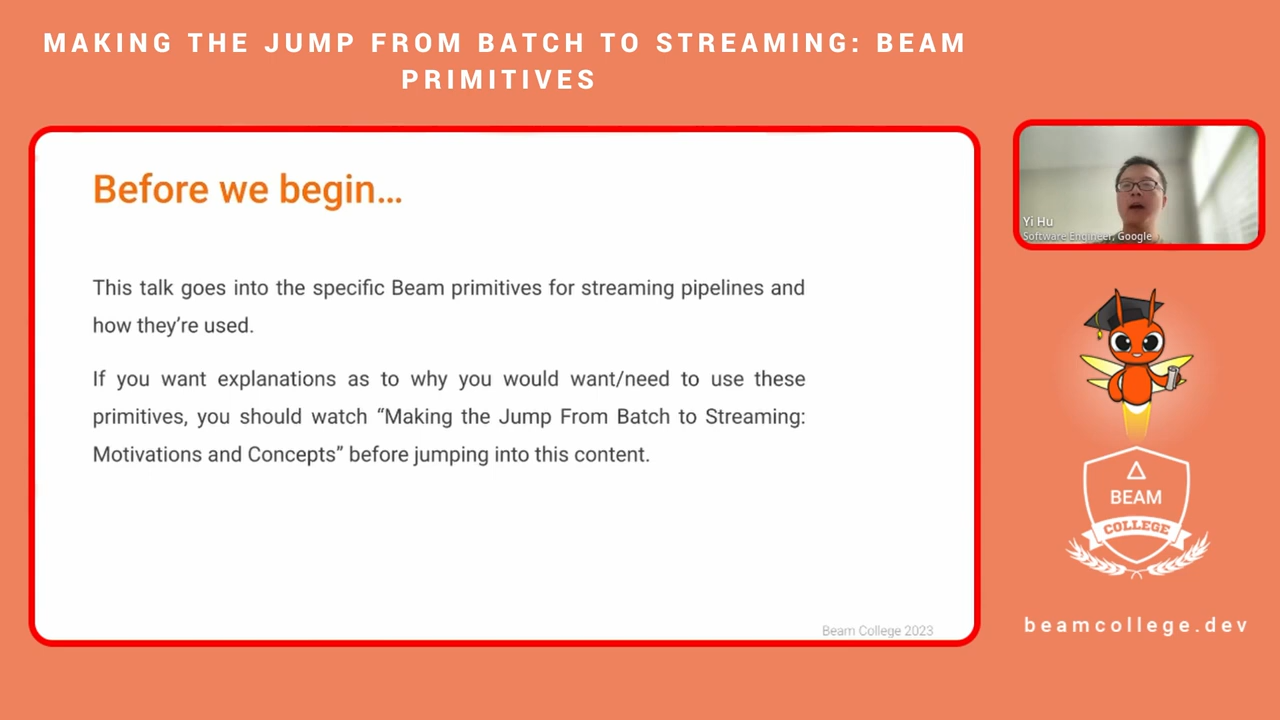 MAKING THE JUMP FROM BATCH TO STREAMING: BEAM
PRIMITIVES
Before we begin...
This talk goes into the specific Beam primitives for streaming pipelines and
how they’re used.
If you want explanations as to why you would want/need to use these
primitives, you should watch “Making the Jump From Batch to Streaming:
Motivations and Concepts” before jumping into this content.
Beam College 2023
Yi Hu
Software Engineer, Google
BEAM
COLLEGE
beamcollege.dev